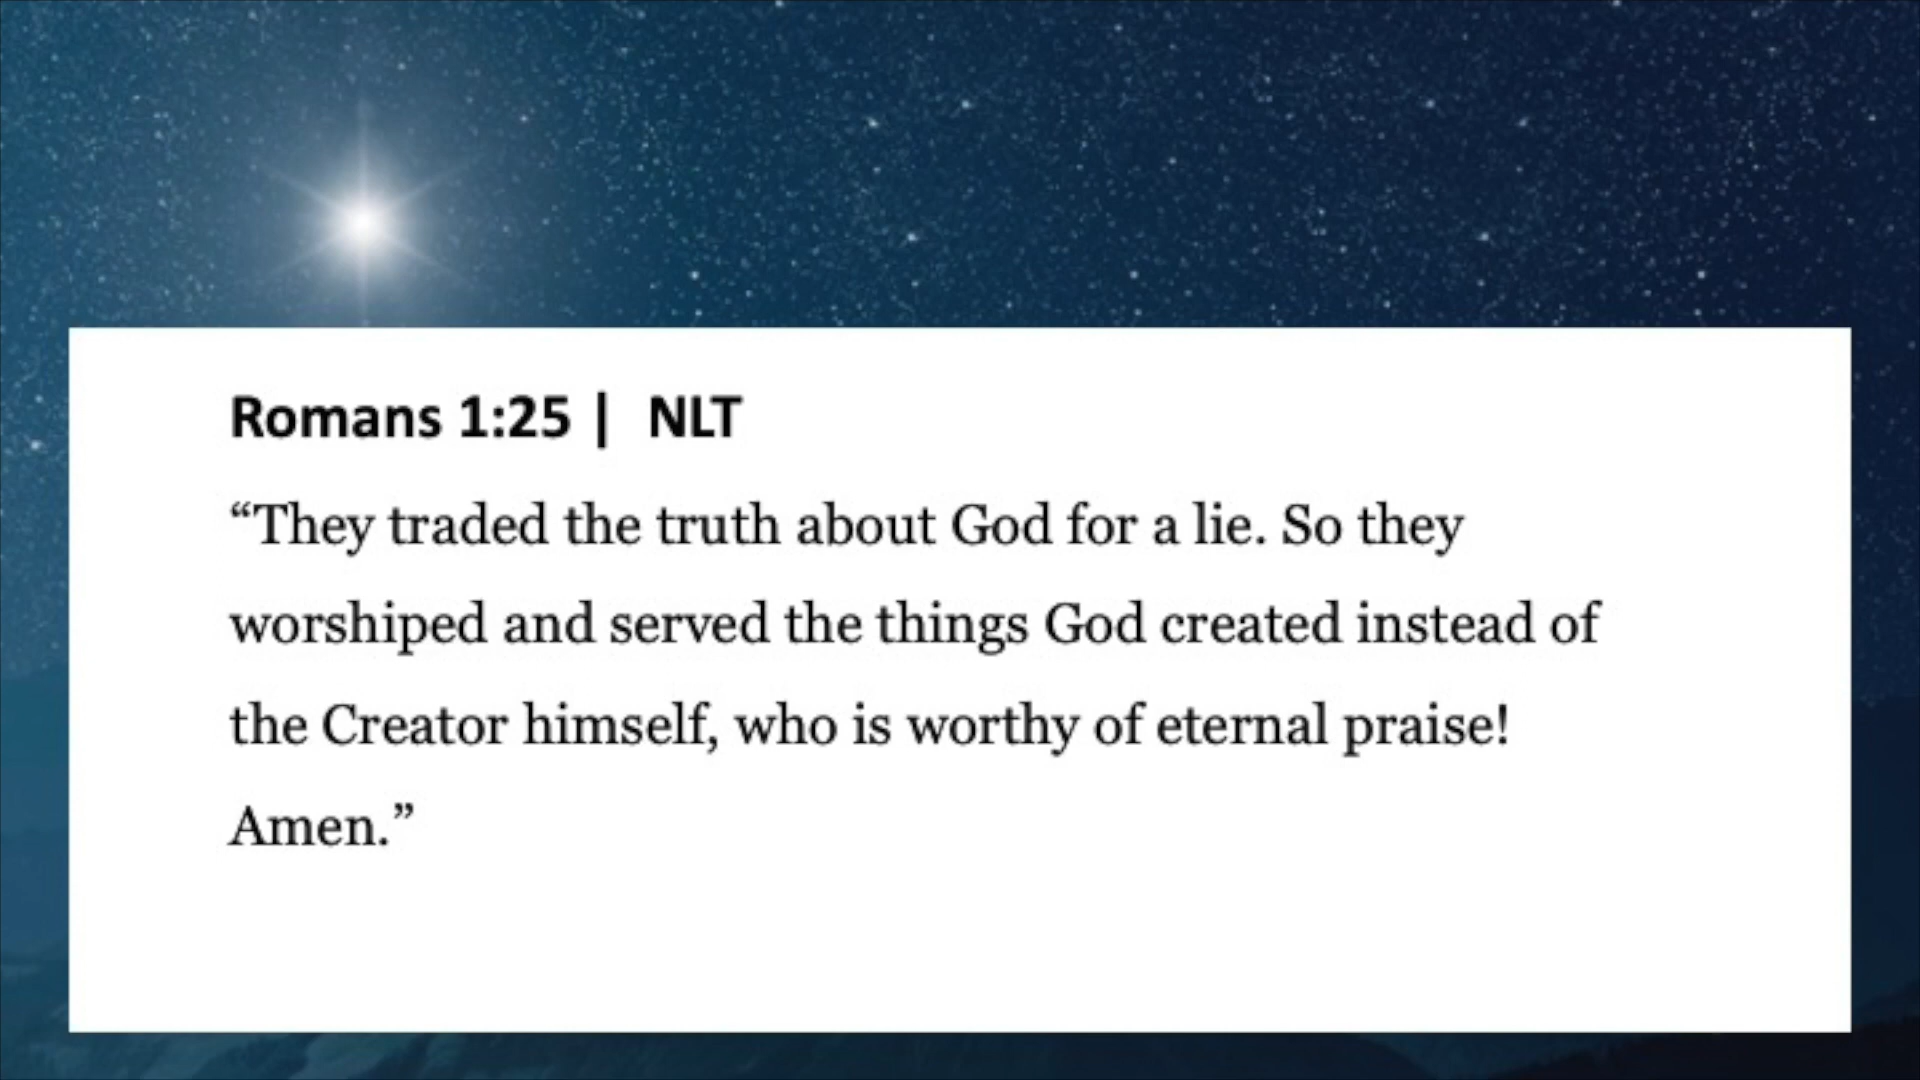 Romans 1:25 |  NLT
“They traded the truth about God for a lie. So they
worshiped and served the things God created instead of
the Creator himself, who is worthy of eternal praise!
Amen.”